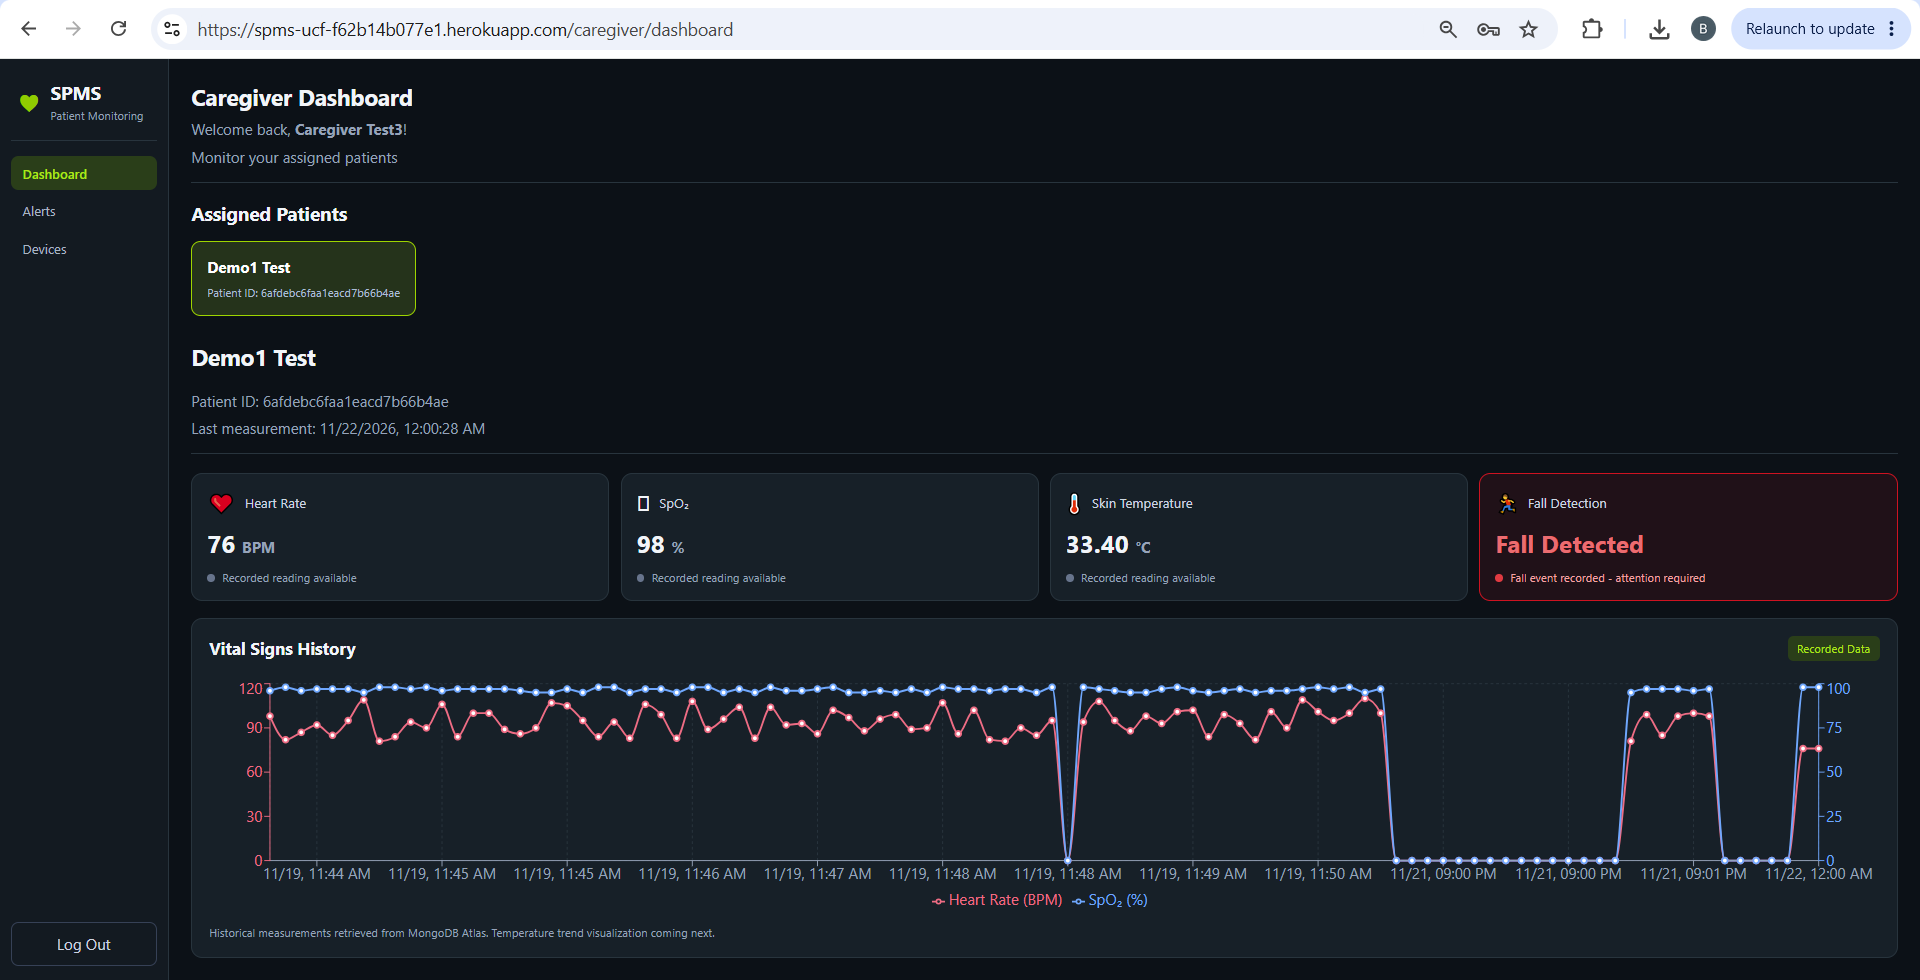 https://spms-ucf-f62b14b077e1.herokuapp.com/caregiver/dashboard
B
Relaunch to update
SPMS
Patient Monitoring
Dashboard
Alerts
Devices
Log Out
Caregiver Dashboard
Welcome back, Caregiver Test3!
Monitor your assigned patients
Assigned Patients
Demo1 Test
Patient ID: 6afdebc6faa1eacd7b66b4ae
Demo1 Test
Patient ID: 6afdebc6faa1eacd7b66b4ae
Last measurement: 11/22/2026, 12:00:28 AM
Heart Rate
76 BPM
Recorded reading available
SpO₂
98 %
Recorded reading available
Skin Temperature
33.40 °C
Recorded reading available
Fall Detection
Fall Detected
Fall event recorded - attention required
Vital Signs History
Recorded Data
120
90
60
30
0
100
75
50
25
0
11/19, 11:44 AM
11/19, 11:45 AM
11/19, 11:45 AM
11/19, 11:46 AM
11/19, 11:47 AM
11/19, 11:48 AM
11/19, 11:48 AM
11/19, 11:49 AM
11/19, 11:50 AM
11/21, 09:00 PM
11/21, 09:00 PM
11/21, 09:01 PM
11/22, 12:00 AM
Heart Rate (BPM)
SpO₂ (%)
Historical measurements retrieved from MongoDB Atlas. Temperature trend visualization coming next.